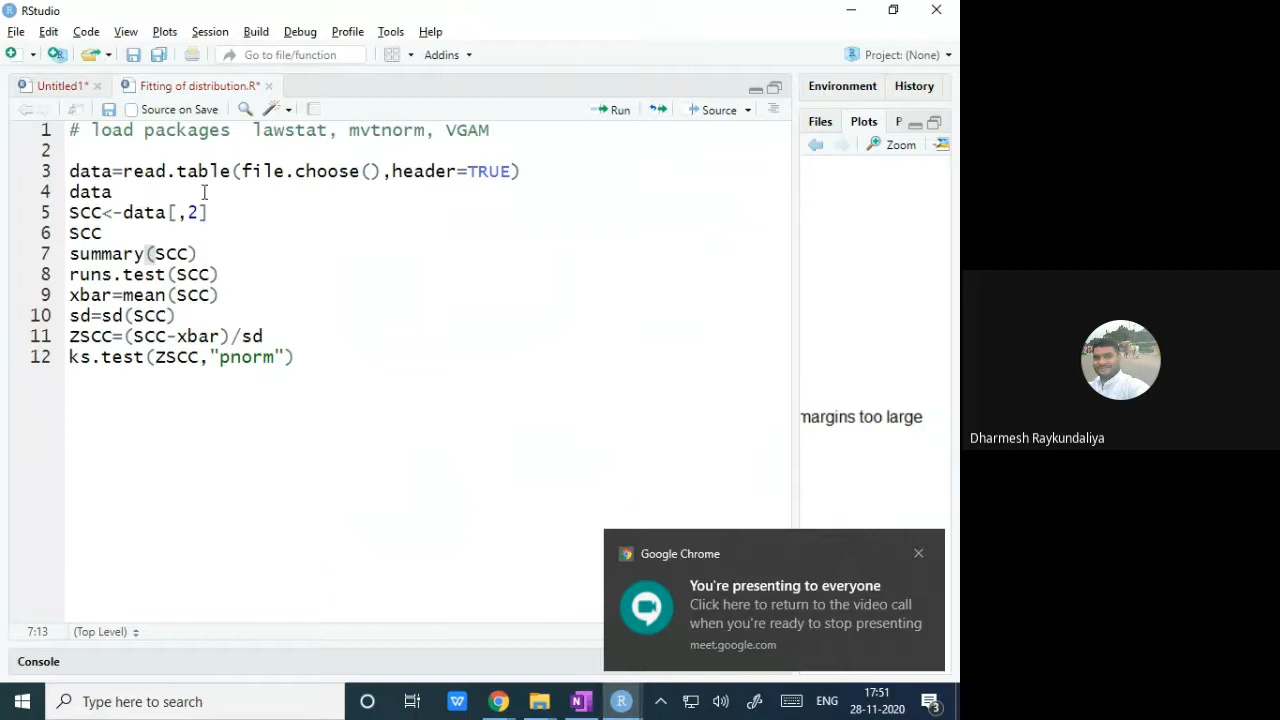 RStudio
File Edit Code View Plots Session Build Debug Profile Tools Help
Go to file/function Addins Project: (None)
Untitled1* Fitting of distribution.R*
Source on Save Run Source
1 # load packages  lawstat, mvtnorm, VGAM
2
3 data=read.table(file.choose(),header=TRUE)
4 data
5 SCC<-data[,2]
6 SCC
7 summary(SCC)
8 runs.test(SCC)
9 xbar=mean(SCC)
10 sd=sd(SCC)
11 ZSCC=(SCC-xbar)/sd
12 ks.test(ZSCC,"pnorm")
7:13 (Top Level)
Console
Environment History
Files Plots P
Zoom
margins too large
Google Chrome
You're presenting to everyone
Click here to return to the video call
when you're ready to stop presenting
meet.google.com
Dharmesh Raykundaliya
Type here to search
ENG
17:51
28-11-2020
3